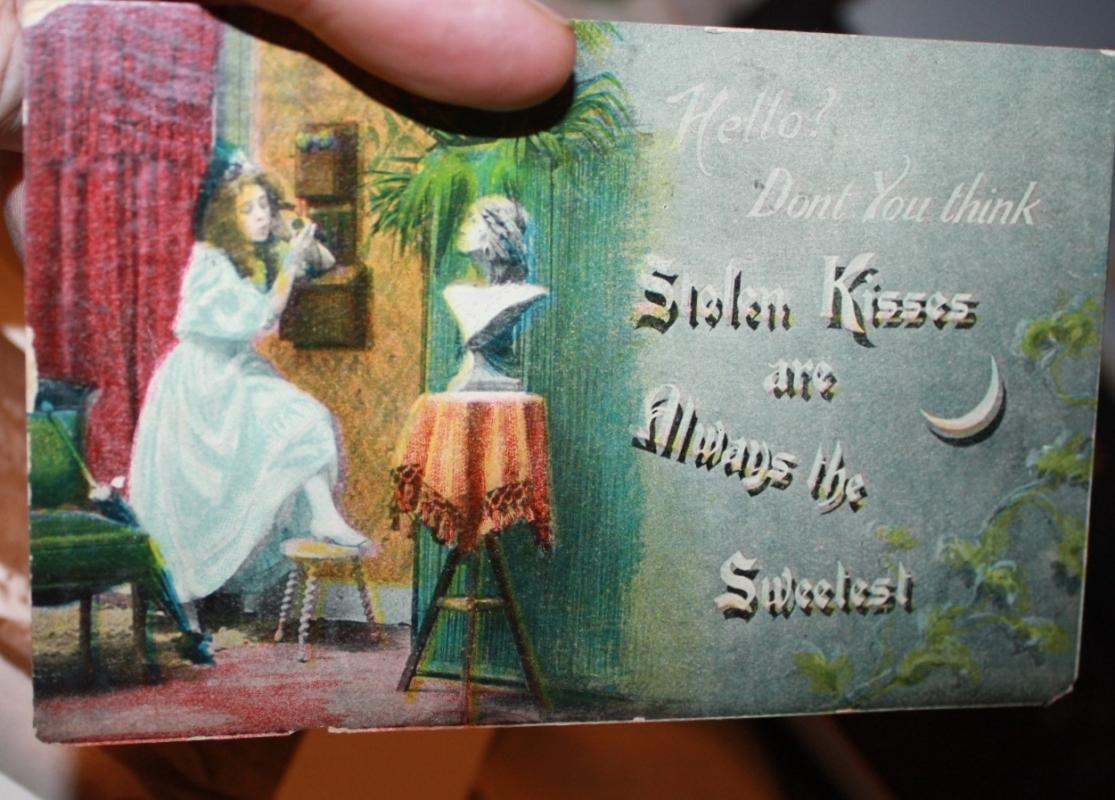 Hello?
Dont You think
Stolen Kisses
are
Always the
Sweetest